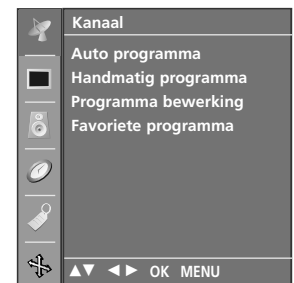 Kanaal
Auto programma
Handmatig programma
Programma bewerking
Favoriete programma
▲▼ ◄► OK MENU